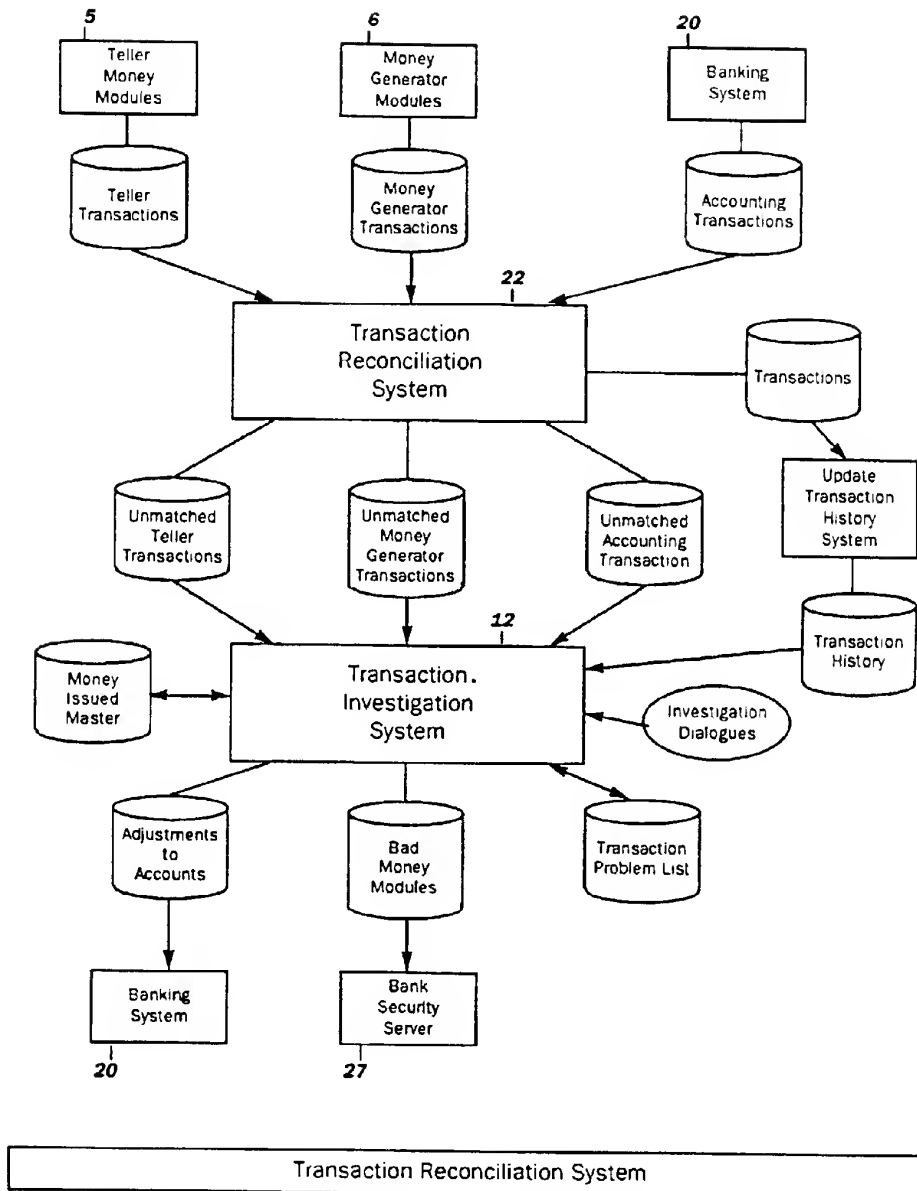 5
6
20
Teller
Money
Modules
Money
Generator
Modules
Banking
System
Teller
Transactions
Money
Generator
Transactions
Accounting
Transactions
22
Transaction
Reconciliation
System
Transactions
Unmatched
Teller
Transactions
Unmatched
Money
Generator
Transactions
Unmatched
Accounting
Transaction
Update
Transaction
History
System
12
Transaction
History
Money
Issued
Master
Transaction.
Investigation
System
Investigation
Dialogues
Adjustments
to
Accounts
Bad
Money
Modules
Transaction
Problem List
Banking
System
Bank
Security
Server
20
27
Transaction Reconciliation System